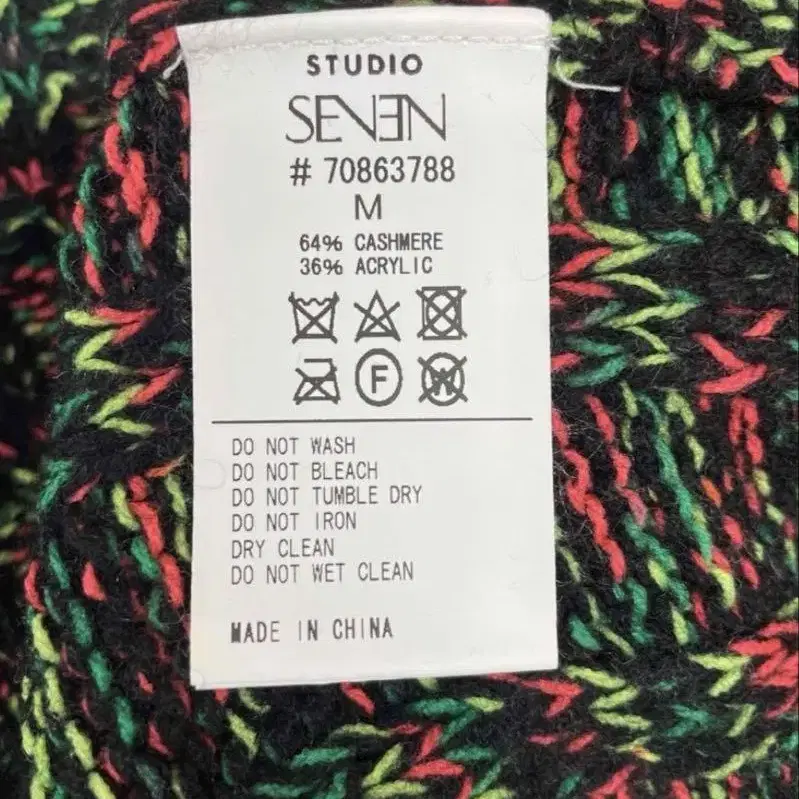 STUDIO
SEVEN
# 70863788
M
64% CASHMERE
36% ACRYLIC
F
W
DO NOT WASH
DO NOT BLEACH
DO NOT TUMBLE DRY
DO NOT IRON
DRY CLEAN
DO NOT WET CLEAN
MADE IN CHINA